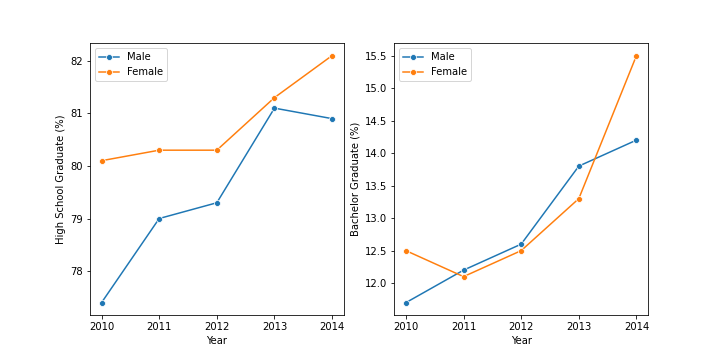 Male
Female
82
81
80
79
78
High School Graduate (%)
2010 2011 2012 2013 2014
Year
Male
Female
15.5
15.0
14.5
14.0
13.5
13.0
12.5
12.0
Bachelor Graduate (%)
2010 2011 2012 2013 2014
Year